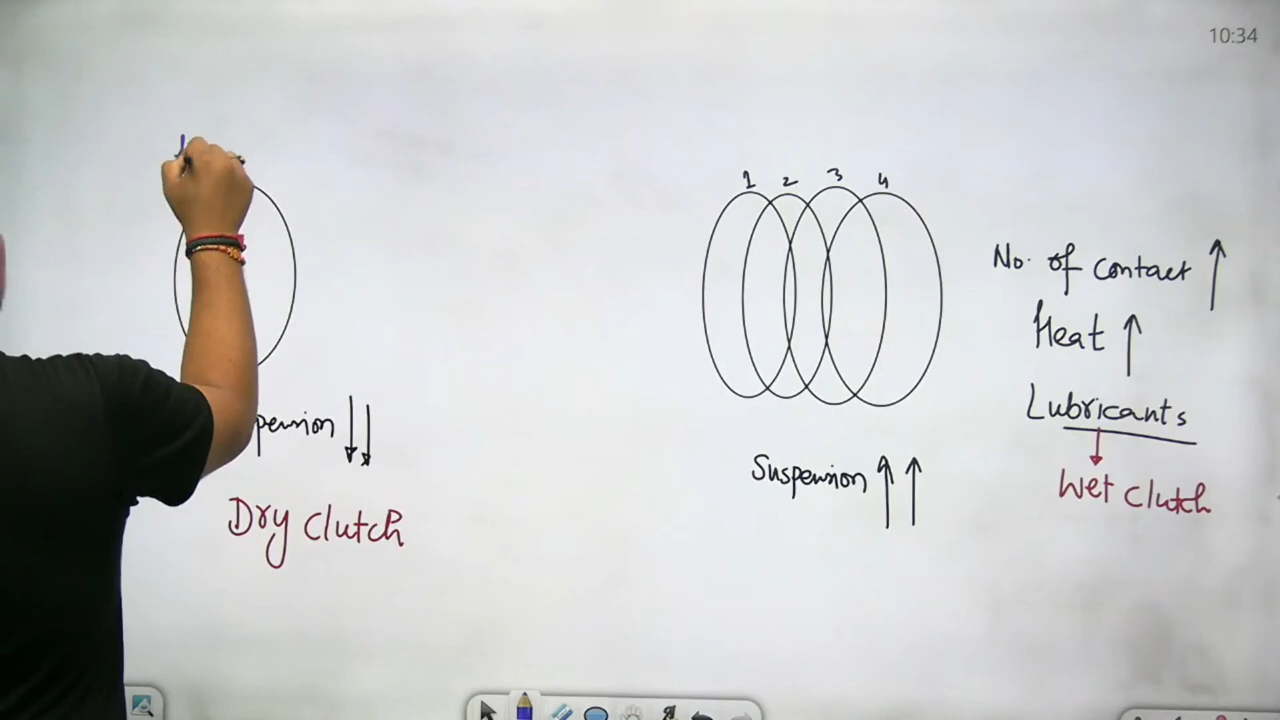 10:34
1 2 3 4
No. of contact ↑
Heat ↑
Lubricants
Wet clutch
Suspension ↑↑
pension ↓↓
Dry clutch